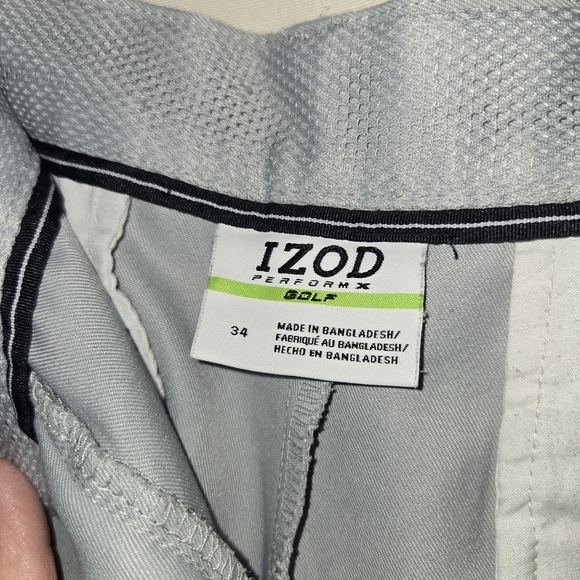 IZOD
PERFORM X
GOLF
34
MADE IN BANGLADESH/
FABRIQUÉ AU BANGLADESH/
HECHO EN BANGLADESH